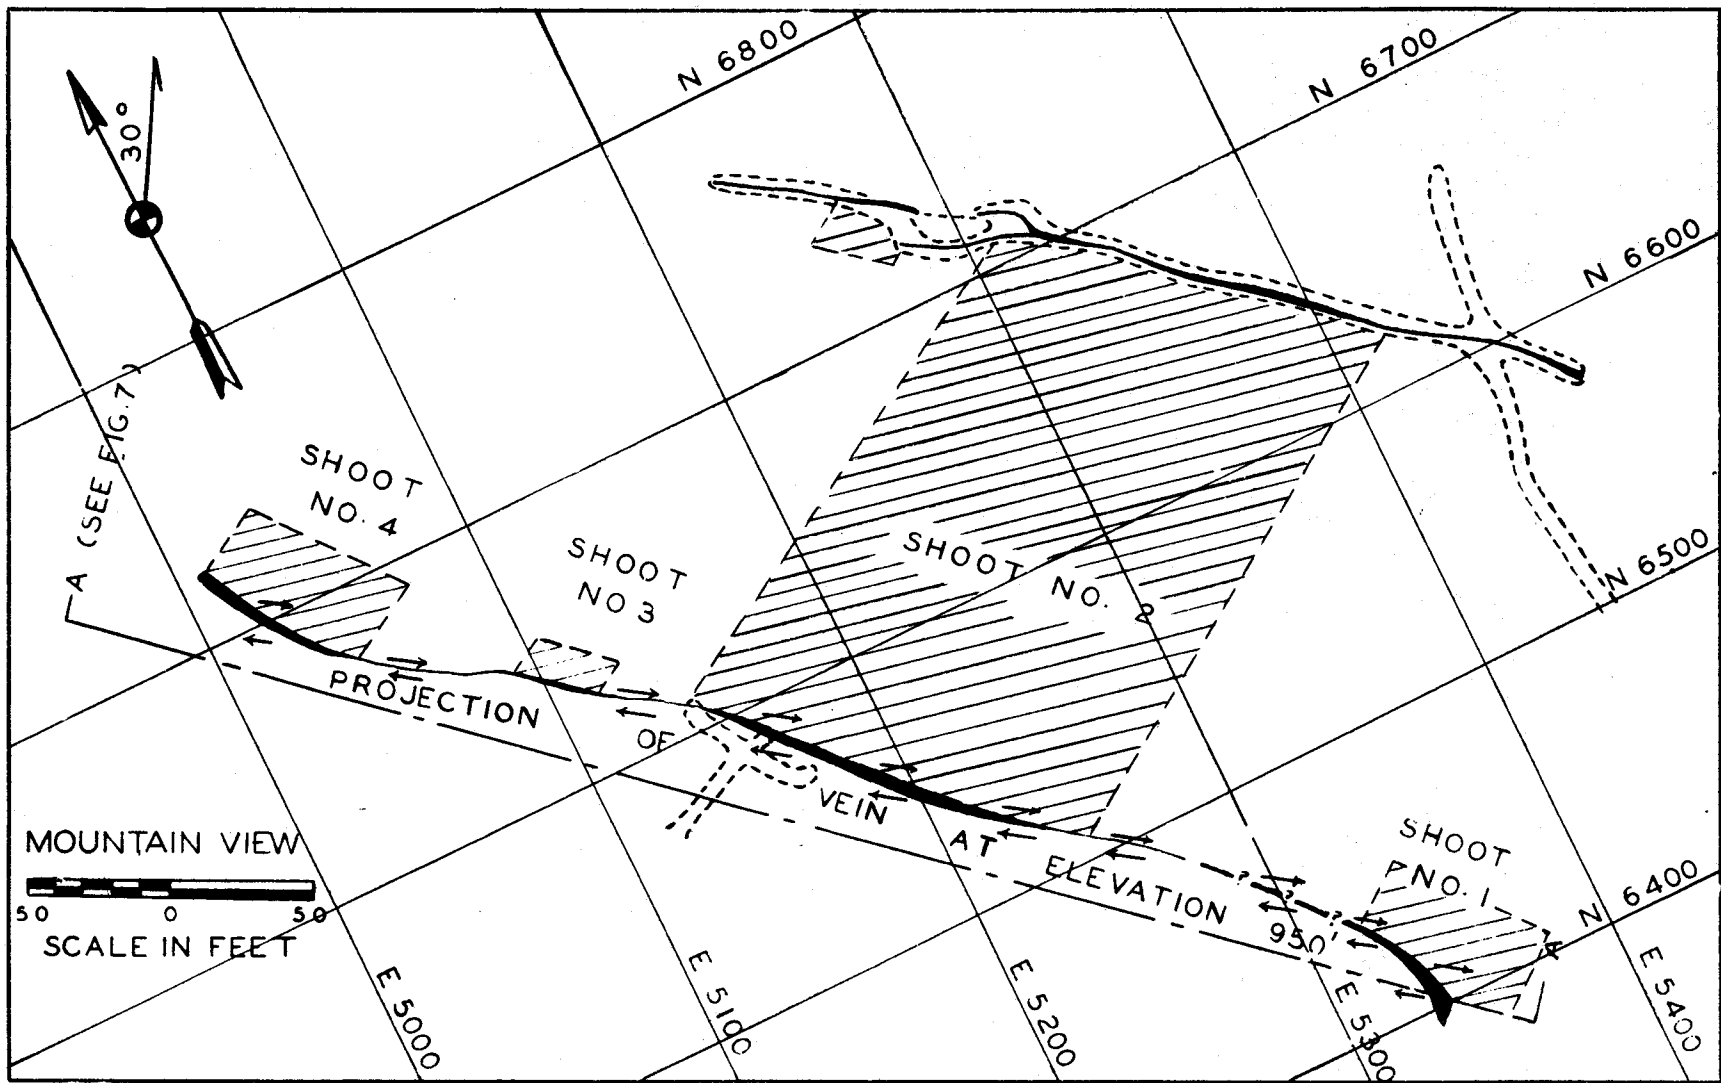 N 6800
N 6700
30°
N 6600
A (SEE FIG.7)
SHOOT
NO. 4
SHOOT
NO 3
SHOOT NO. 2
N 6500
PROJECTION OF VEIN AT ELEVATION 950'
SHOOT
NO. 1
MOUNTAIN VIEW
50 0 50
SCALE IN FEET
N 6400
A
E 5000
E 5100
E 5200
E 5300
E 5400
? ? ?